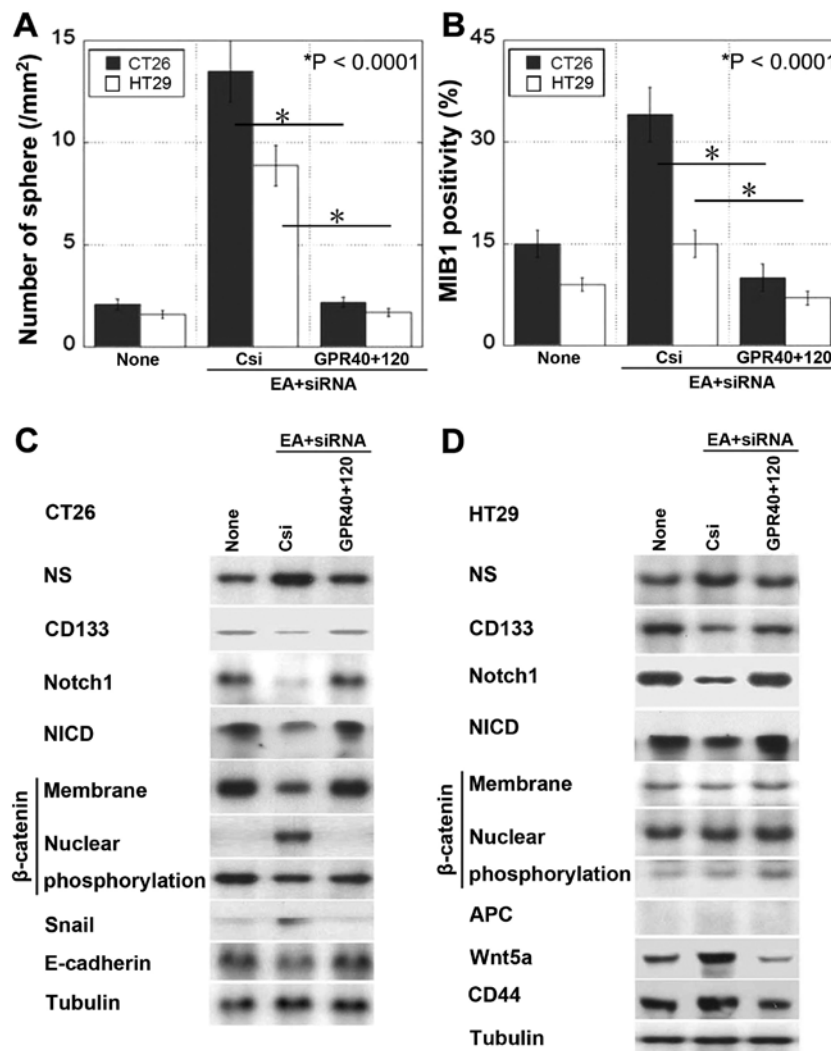 A
Number of sphere (/mm²)
15
10
5
0
CT26
HT29
*P < 0.0001
*
*
None
Csi
GPR40+120
EA+siRNA
B
MIB1 positivity (%)
45
30
15
0
CT26
HT29
*P < 0.0001
*
*
None
Csi
GPR40+120
EA+siRNA
C
EA+siRNA
CT26
None
Csi
GPR40+120
NS
CD133
Notch1
NICD
β-catenin
Membrane
Nuclear
phosphorylation
Snail
E-cadherin
Tubulin
D
EA+siRNA
HT29
None
Csi
GPR40+120
NS
CD133
Notch1
NICD
β-catenin
Membrane
Nuclear
phosphorylation
APC
Wnt5a
CD44
Tubulin